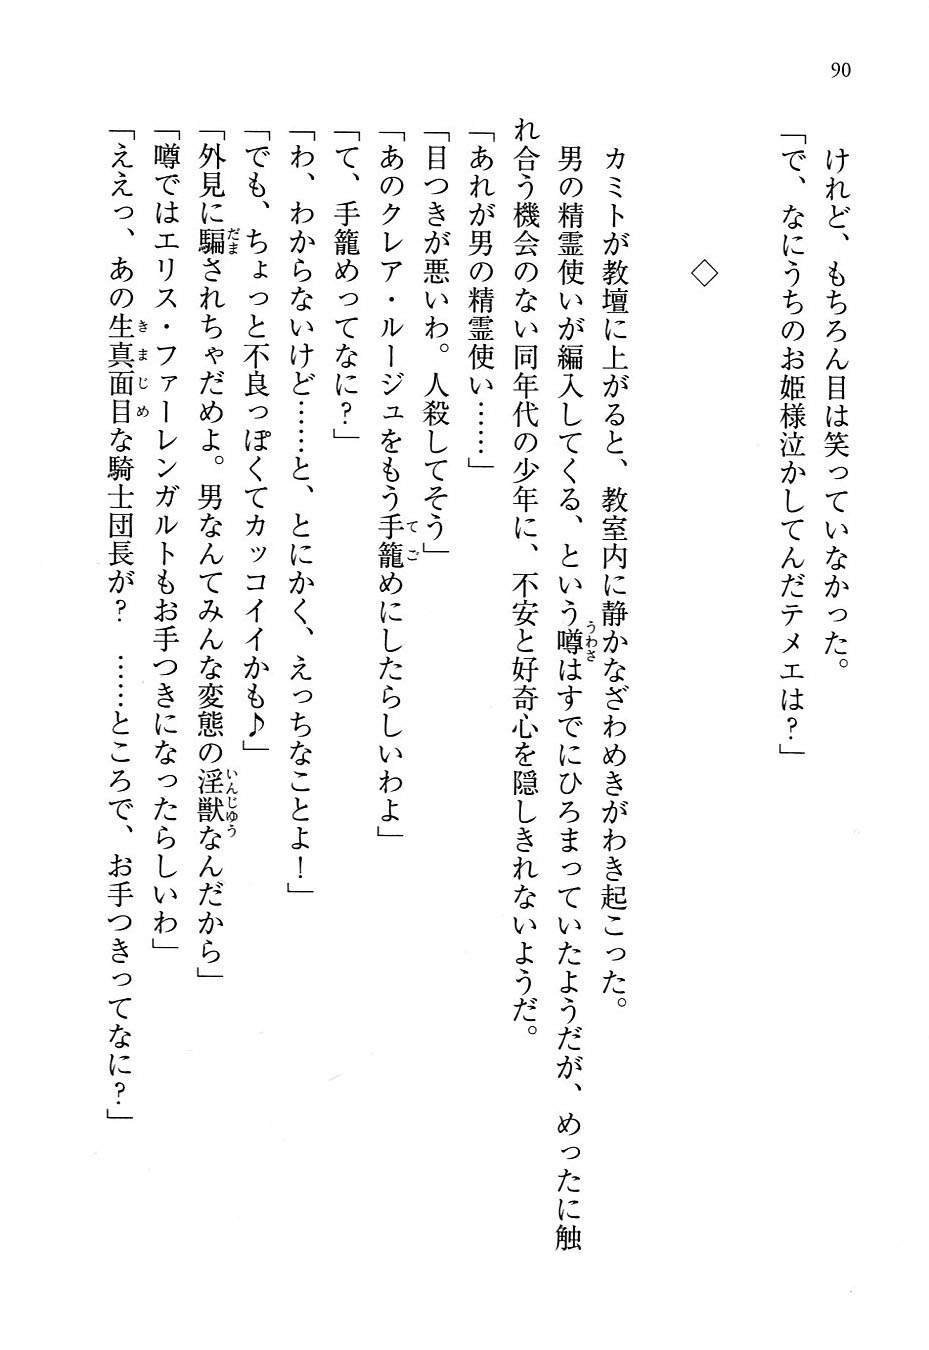 90
けれど、もちろん目は笑っていなかった。
「で、なにうちのお姫様泣かしてんだテメエは?」
◇
カミトが教壇に上がると、教室内に静かなざわめきがわき起こった。
男の精霊使いが編入してくる、という噂はすでにひろまっていたようだが、めったに触
れ合う機会のない同年代の少年に、不安と好奇心を隠しきれないようだ。
「あれが男の精霊使い……」
「目つきが悪いわ。人殺してそう」
「あのクレア・ルージュをもう手籠めにしたらしいわよ」
「て、手籠めってなに?」
「わ、わからないけど……と、とにかく、えっちなことよ!」
「でも、ちょっと不良っぽくてカッコイイかも♪」
「外見に騙されちゃだめよ。男なんてみんな変態の淫獣なんだから」
「噂ではエリス・ファーレンガルトもお手つきになったらしいわ」
「ええっ、あの生真面目な騎士団長が? ……ところで、お手つきってなに?」